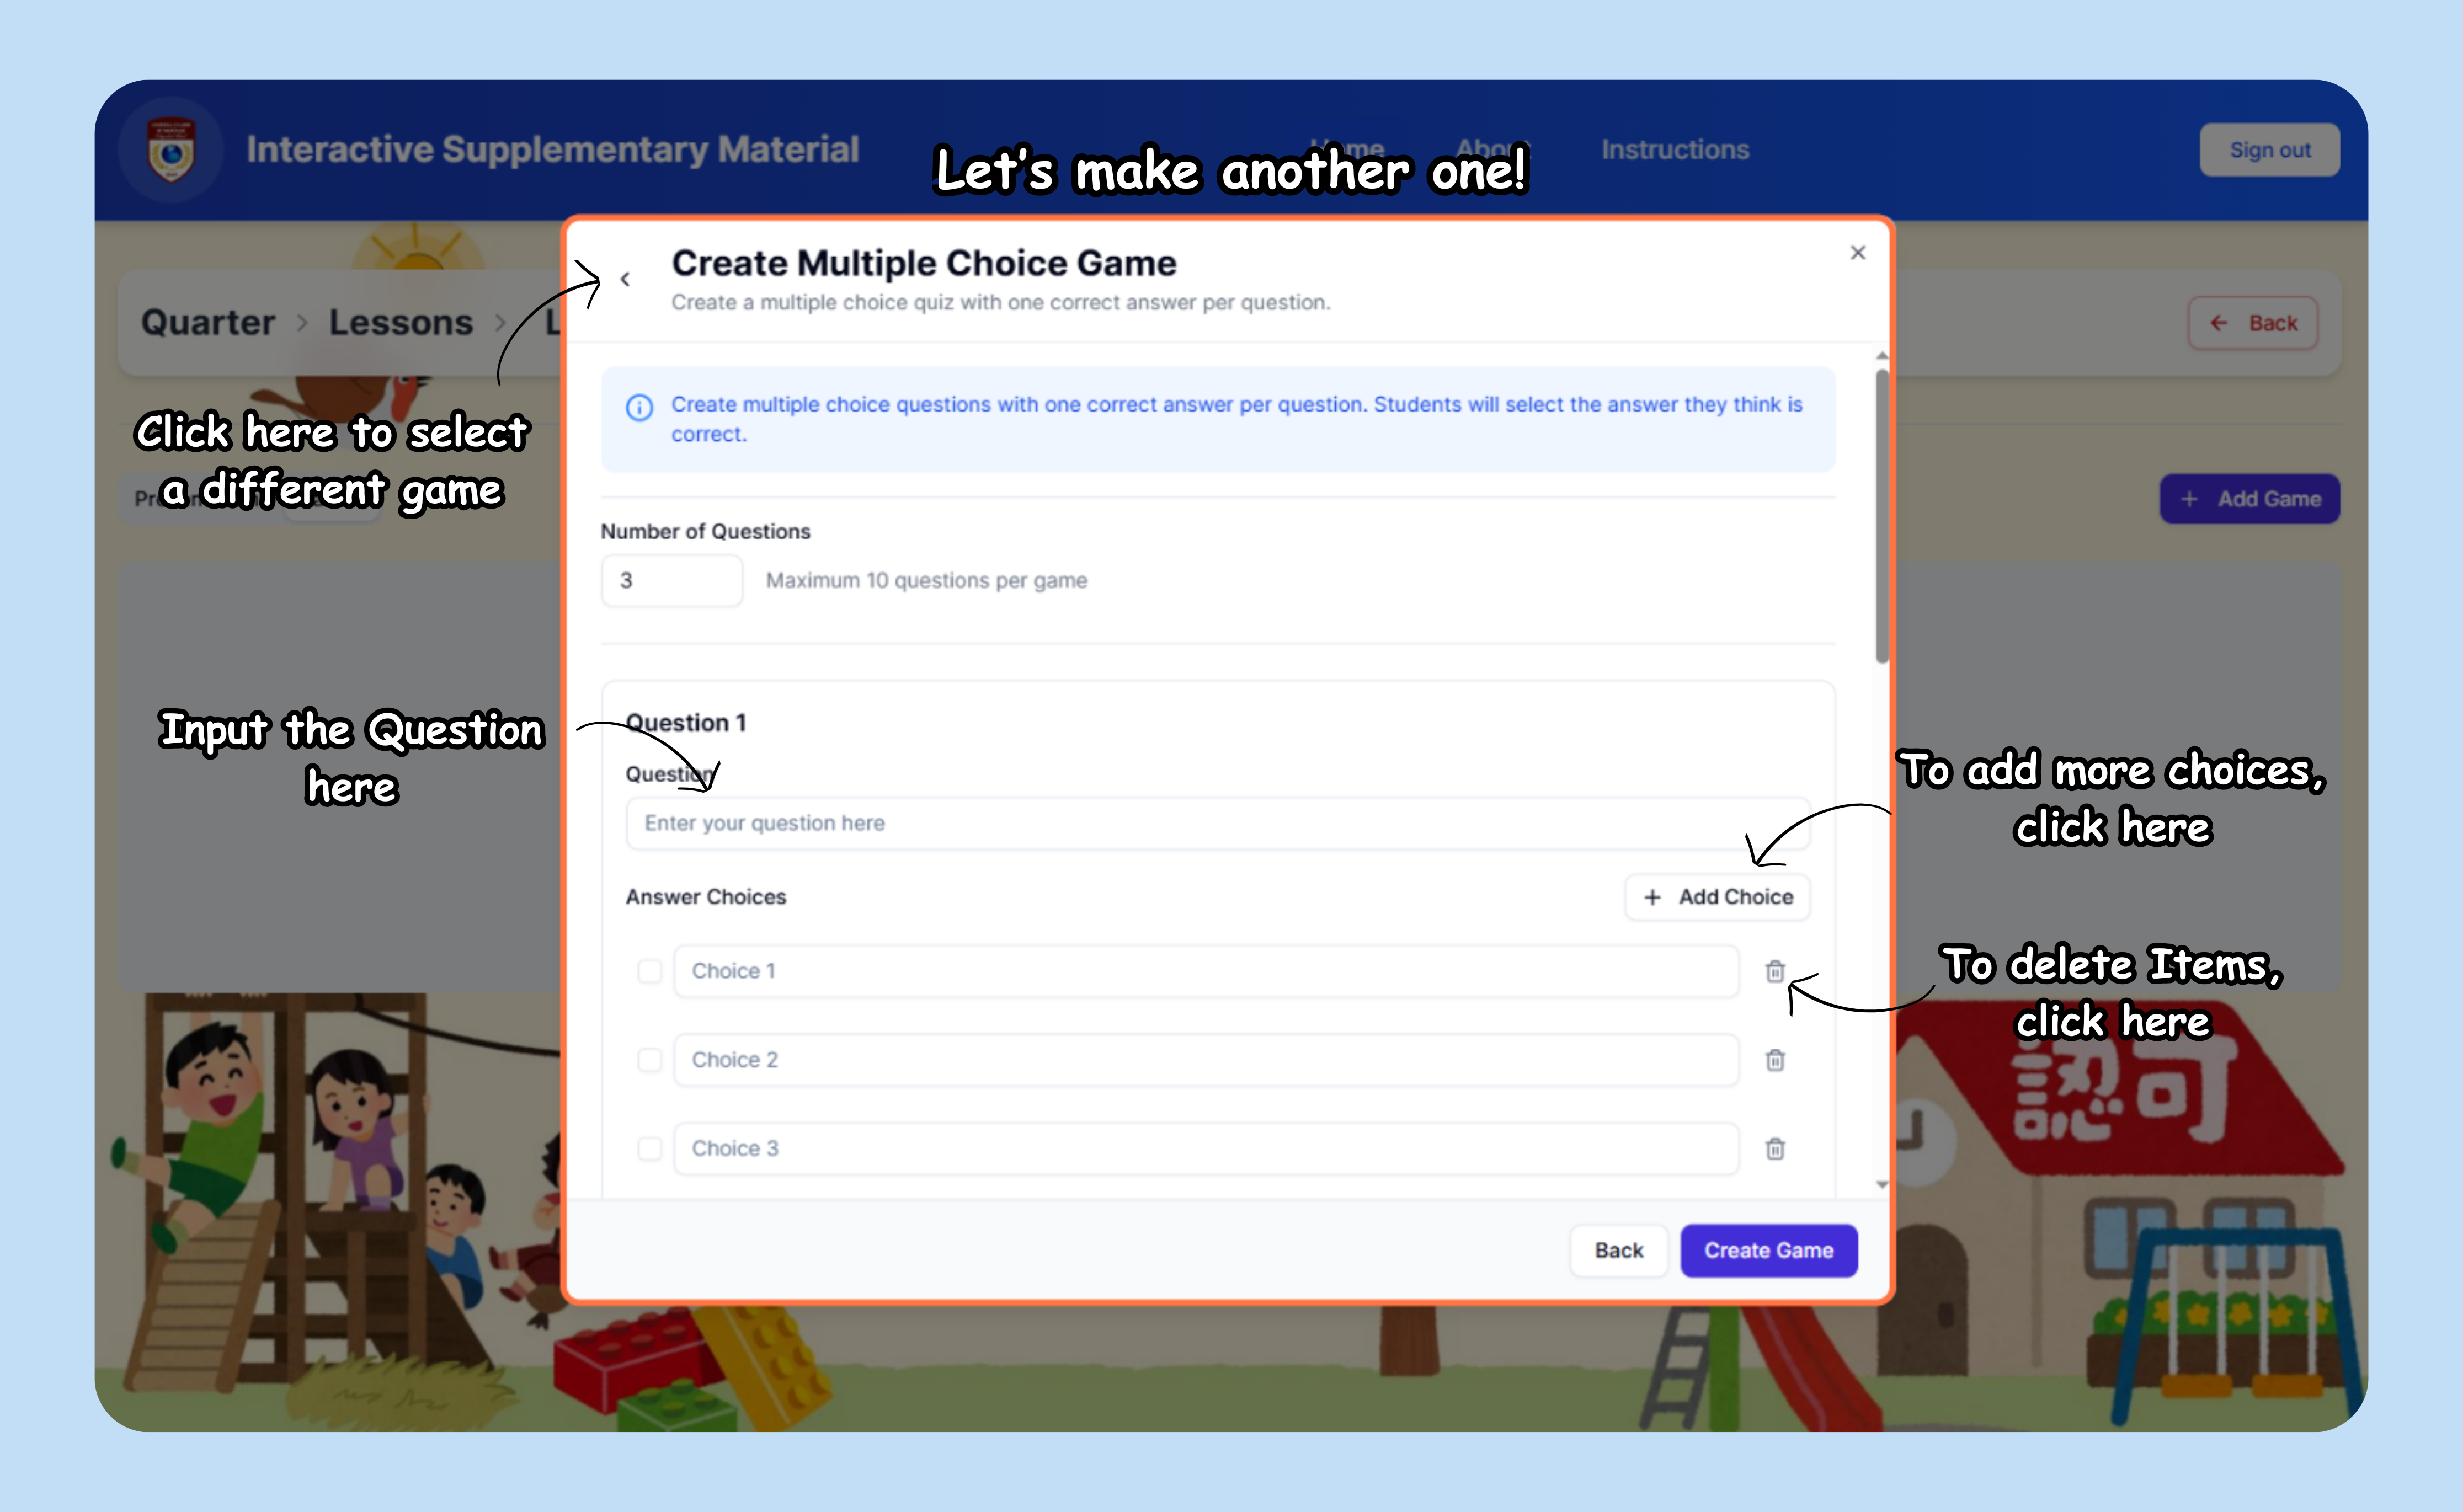 Interactive Supplementary Material
Home
About
Instructions
Sign out
Let's make another one!
Quarter > Lessons >
Back
Click here to select
a different game
Create Multiple Choice Game
Create a multiple choice quiz with one correct answer per question.
Create multiple choice questions with one correct answer per question. Students will select the answer they think is
correct.
+ Add Game
Number of Questions
3
Maximum 10 questions per game
Input the Question
here
Question 1
Question
Enter your question here
To add more choices,
click here
Answer Choices
+ Add Choice
Choice 1
To delete Items,
click here
Choice 2
Choice 3
認可
Back
Create Game